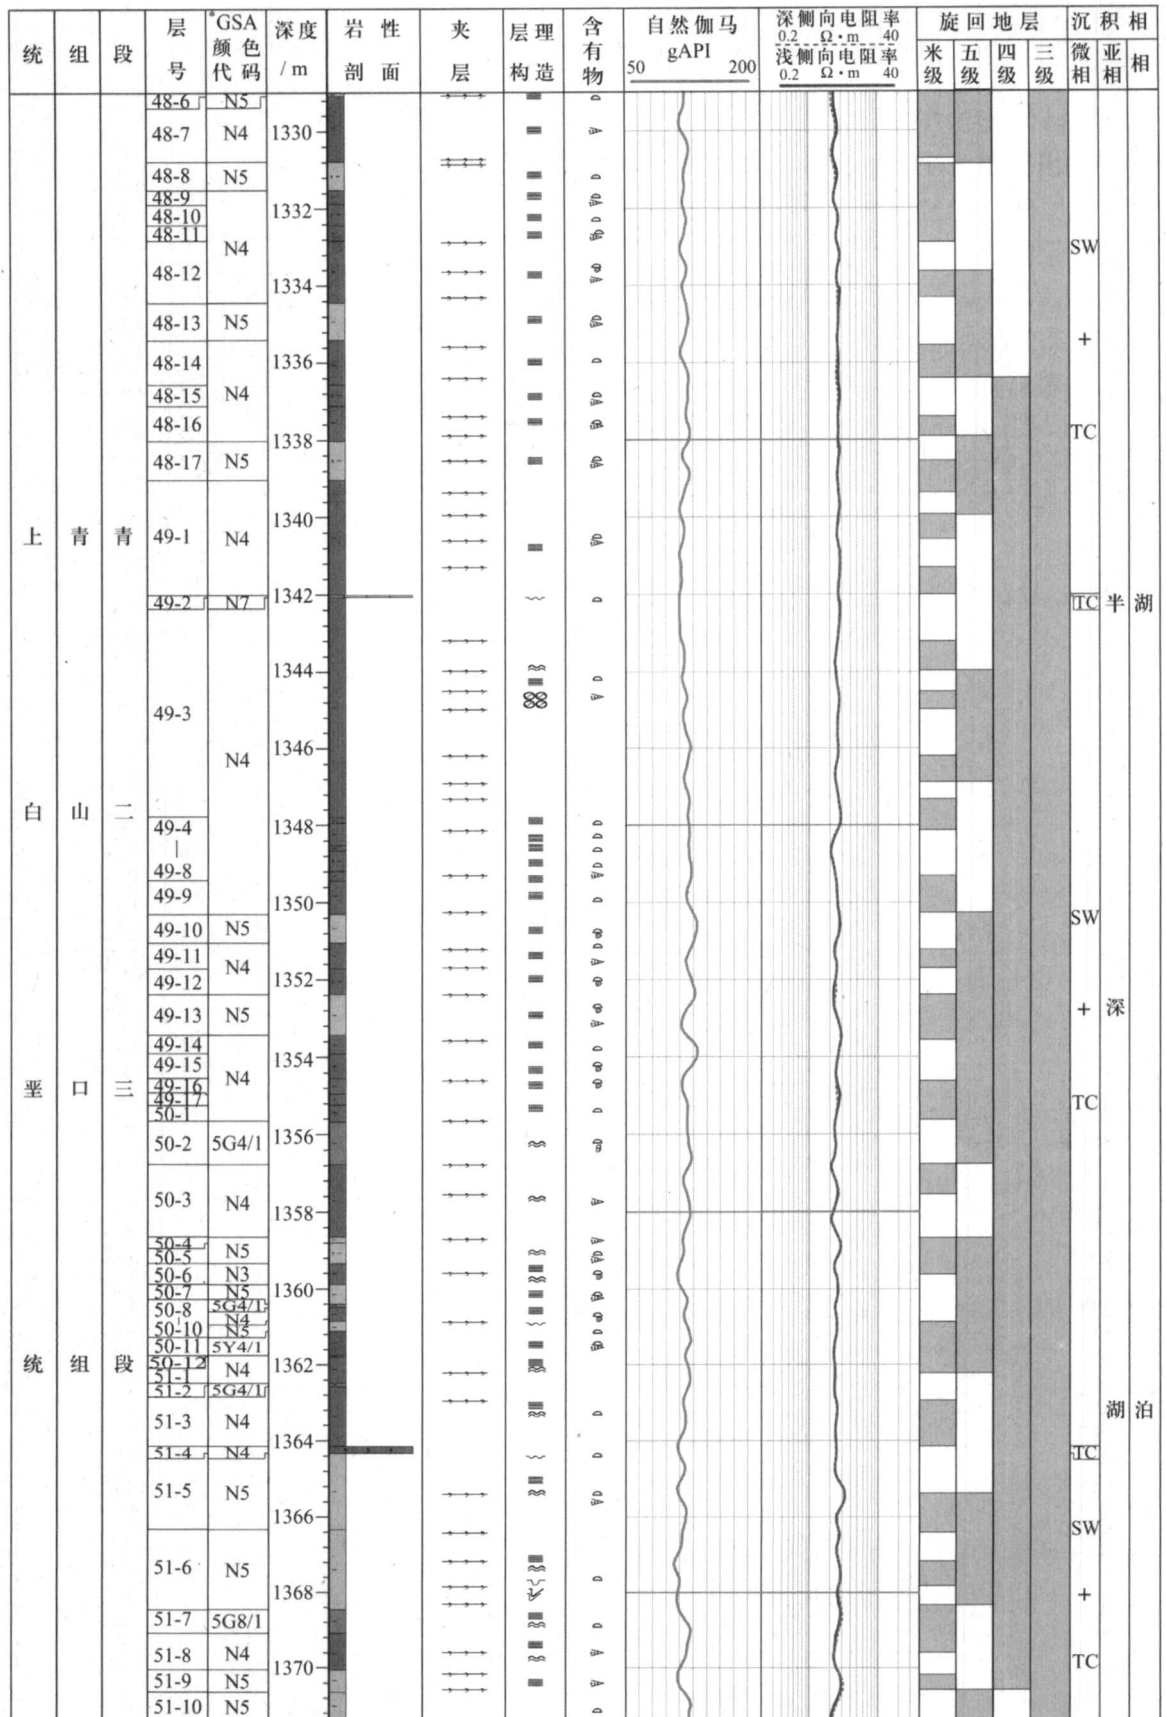 统 组 段 层号 *GSA颜色代码 深度/m 岩性剖面 夹层 层理构造 含有物 自然伽马 gAPI 50 200 深侧向电阻率 0.2 Ω·m 40 浅侧向电阻率 0.2 Ω·m 40 旋回地层 米级 五级 四级 三级 沉积相 微相 亚相 相
48-6 N5
48-7 N4 1330
48-8 N5
48-9
48-10 1332
48-11
N4 SW
48-12
1334
48-13 N5
+
48-14 1336
48-15 N4
48-16 TC
1338
48-17 N5
1340
上 青 青 49-1 N4
1342
49-2 N7 TC 半 湖
1344
49-3
1346
N4
白 山 二
1348
49-4
|
49-8
49-9 1350
SW
49-10 N5
49-11
N4
49-12 1352
49-13 N5 + 深
49-14
1354
49-15
N4
49-16
垩 口 三
49-17 TC
50-1
1356
50-2 5G4/1
50-3 N4
1358
50-4
N5
50-5
50-6 N3
50-7 N5 1360
50-8 5G4/1
| N4
50-10 N5
50-11 5Y4/1
统 组 段 50-12 1362
N4
51-1
51-2 5G4/1
51-3 N4 湖 泊
1364
51-4 N4 TC
51-5 N5
1366
SW
51-6 N5
1368 +
51-7 5G8/1
51-8 N4 TC
1370
51-9 N5
51-10 N5